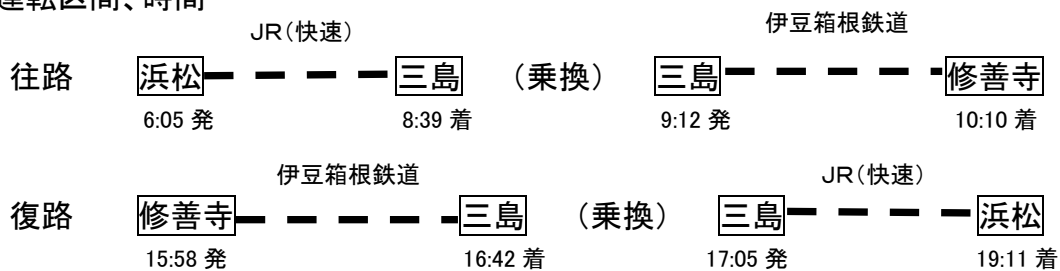 運転区間、時間
JR(快速) 伊豆箱根鉄道
往路 浜松 三島 (乗換) 三島 修善寺
6:05 発 8:39 着 9:12 発 10:10 着
伊豆箱根鉄道 JR(快速)
復路 修善寺 三島 (乗換) 三島 浜松
15:58 発 16:42 着 17:05 発 19:11 着